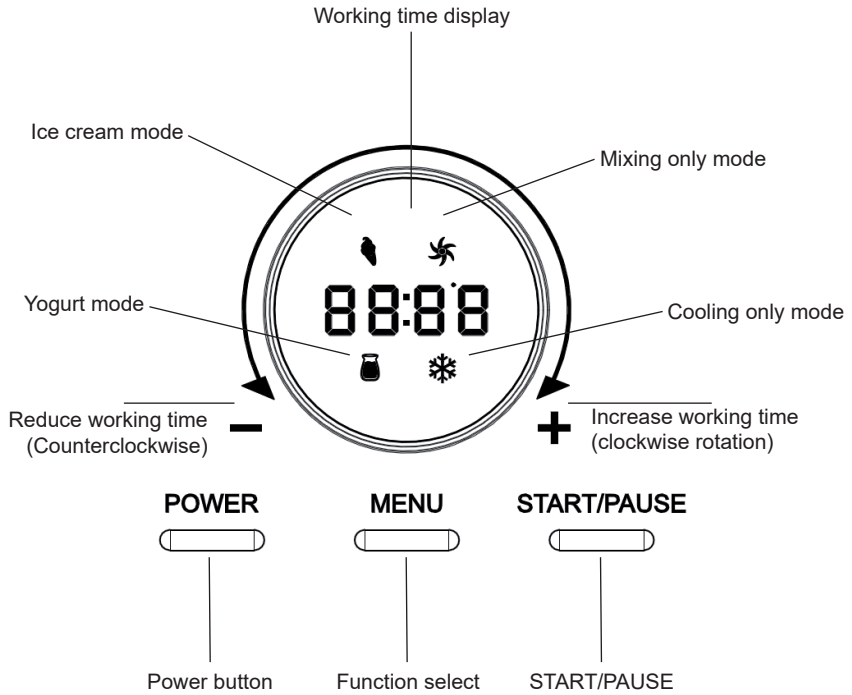 Working time display
Ice cream mode
Mixing only mode
88:88
Yogurt mode
Cooling only mode
Reduce working time
(Counterclockwise)
−
+
Increase working time
(clockwise rotation)
POWER
MENU
START/PAUSE
Power button
Function select
START/PAUSE